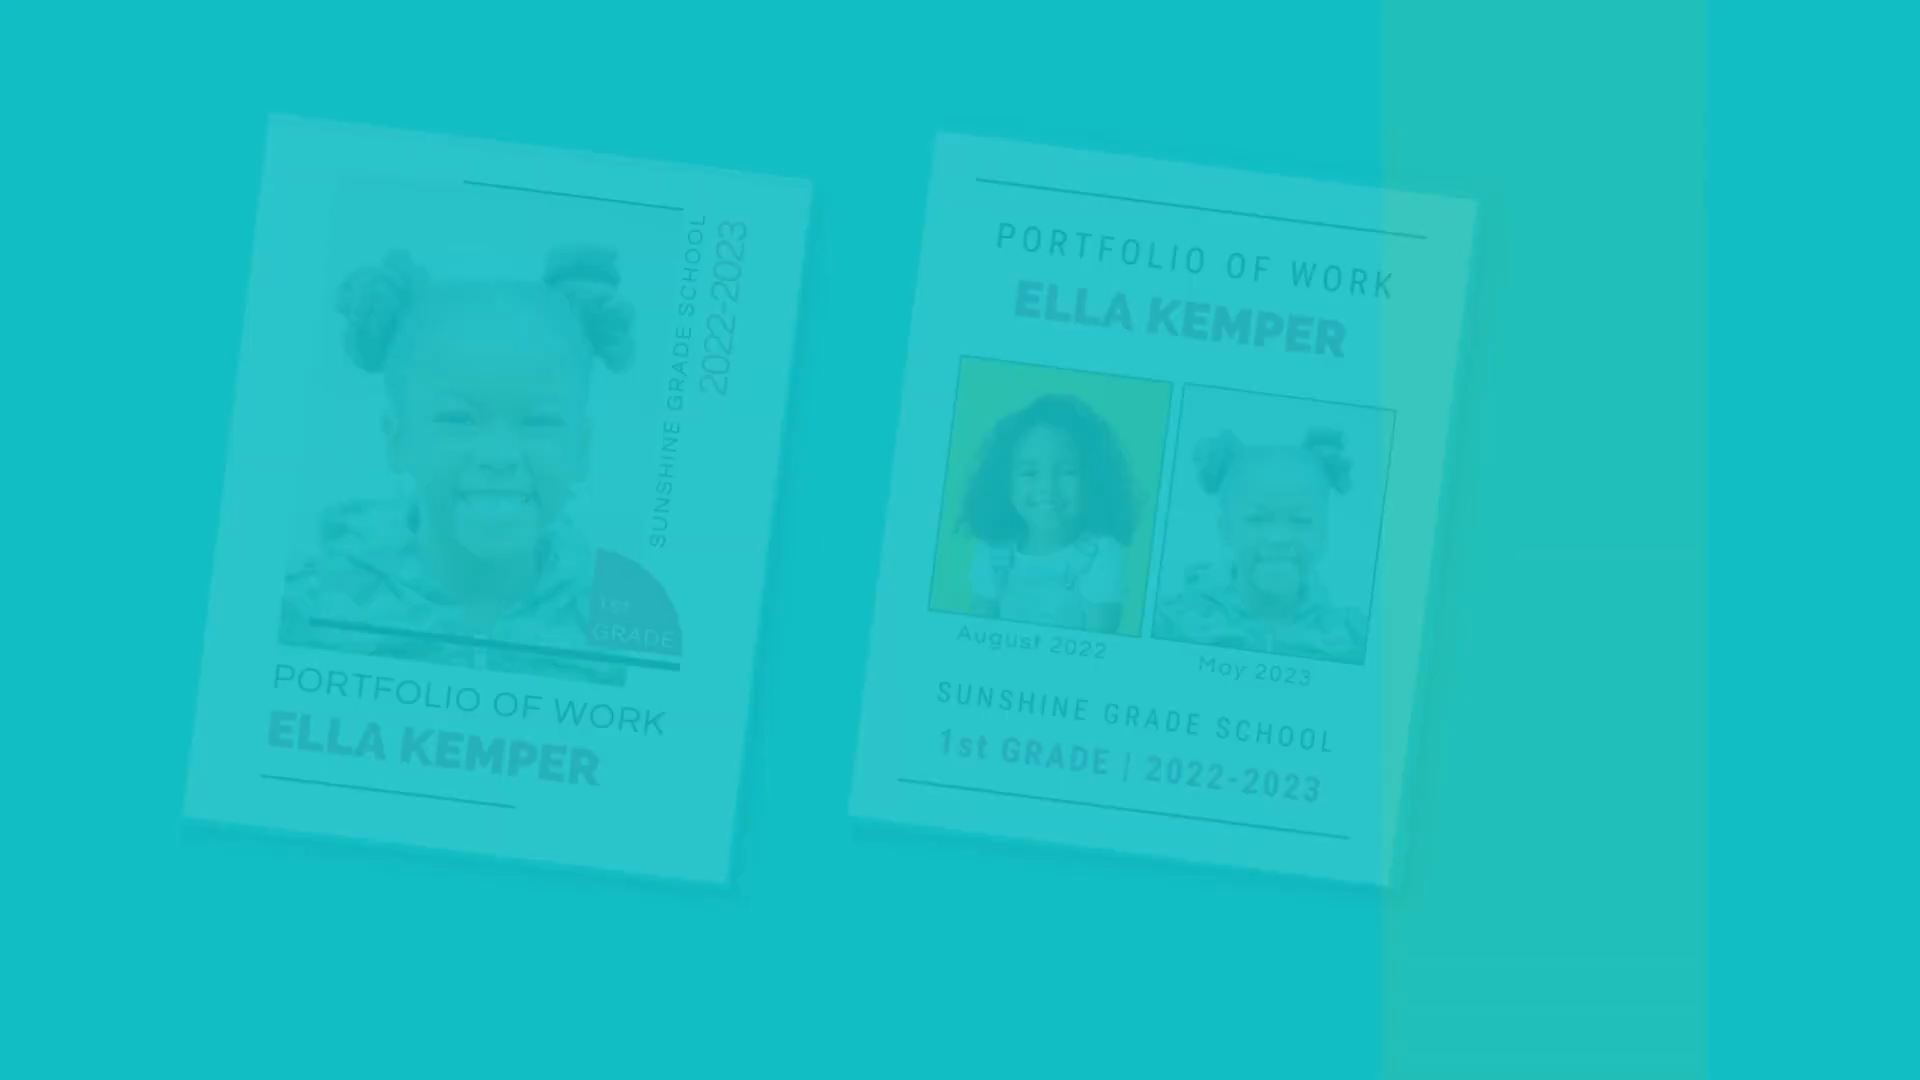 SUNSHINE GRADE SCHOOL
2022-2023
1st
GRADE
PORTFOLIO OF WORK
ELLA KEMPER
PORTFOLIO OF WORK
ELLA KEMPER
August 2022
May 2023
SUNSHINE GRADE SCHOOL
1st GRADE | 2022-2023